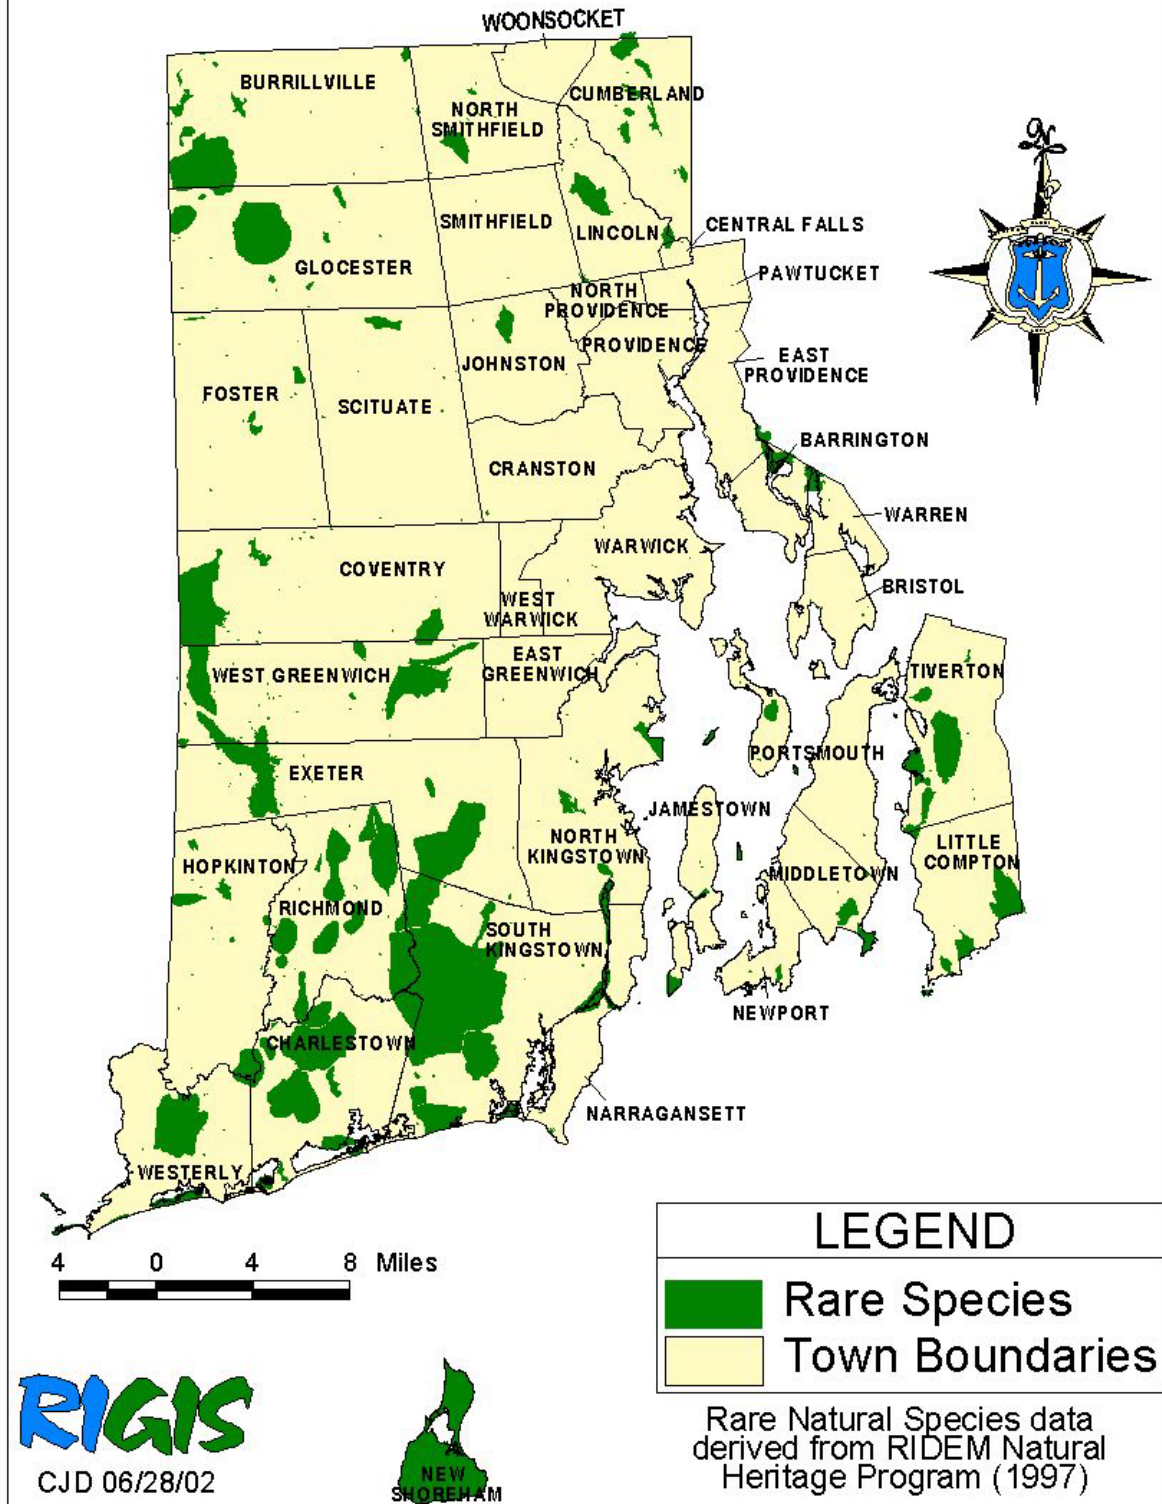 WOONSOCKET
BURRILLVILLE
CUMBERLAND
NORTH
SMITHFIELD
SMITHFIELD
LINCOLN
CENTRAL FALLS
GLOCESTER
PAWTUCKET
NORTH
PROVIDENCE
PROVIDENCE
JOHNSTON
EAST
PROVIDENCE
FOSTER
SCITUATE
BARRINGTON
CRANSTON
WARREN
WARWICK
COVENTRY
BRISTOL
WEST
WARWICK
EAST
GREENWICH
WEST GREENWICH
TIVERTON
PORTSMOUTH
EXETER
JAMESTOWN
NORTH
KINGSTOWN
LITTLE
COMPTON
HOPKINTON
MIDDLETOWN
RICHMOND
SOUTH
KINGSTOWN
NEWPORT
CHARLESTOWN
NARRAGANSETT
WESTERLY
N
4 0 4 8 Miles
LEGEND
Rare Species
Town Boundaries
RIGIS
CJD 06/28/02
NEW
SHOREHAM
Rare Natural Species data
derived from RIDEM Natural
Heritage Program (1997)